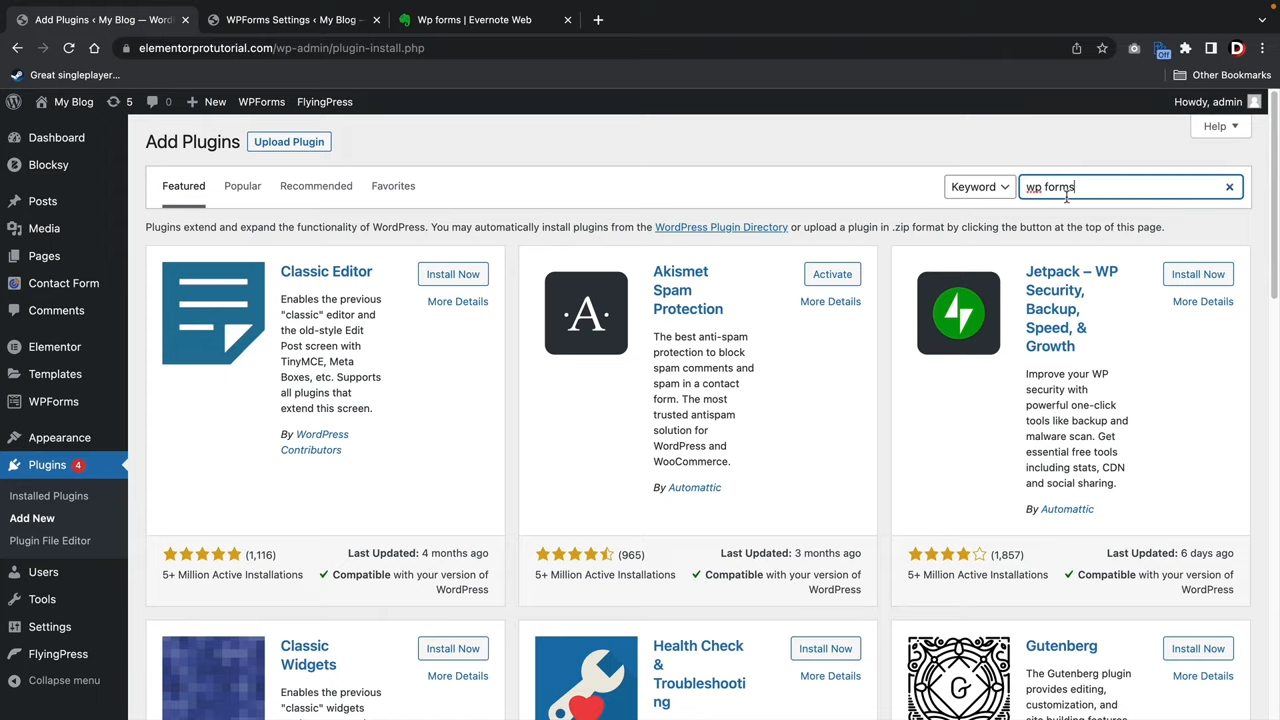 Add Plugins ‹ My Blog — Word
WPForms Settings ‹ My Blog —
Wp forms | Evernote Web
elementorprotutorial.com/wp-admin/plugin-install.php
Off
D
Great singleplayer...
Other Bookmarks
My Blog
5
0
New
WPForms
FlyingPress
Howdy, admin
Dashboard
Blocksy
Posts
Media
Pages
Contact Form
Comments
Elementor
Templates
WPForms
Appearance
Plugins 4
Installed Plugins
Add New
Plugin File Editor
Users
Tools
Settings
FlyingPress
Collapse menu
Help
Add Plugins
Upload Plugin
Featured
Popular
Recommended
Favorites
Keyword
wp forms
Plugins extend and expand the functionality of WordPress. You may automatically install plugins from the WordPress Plugin Directory or upload a plugin in .zip format by clicking the button at the top of this page.
Classic Editor
Install Now
More Details
Enables the previous
"classic" editor and
the old-style Edit
Post screen with
TinyMCE, Meta
Boxes, etc. Supports
all plugins that
extend this screen.
By WordPress
Contributors
(1,116)
Last Updated: 4 months ago
5+ Million Active Installations
Compatible with your version of
WordPress
A
Akismet
Spam
Protection
Activate
More Details
The best anti-spam
protection to block
spam comments and
spam in a contact
form. The most
trusted antispam
solution for
WordPress and
WooCommerce.
By Automattic
(965)
Last Updated: 3 months ago
5+ Million Active Installations
Compatible with your version of
WordPress
Jetpack – WP
Security,
Backup,
Speed, &
Growth
Install Now
More Details
Improve your WP
security with
powerful one-click
tools like backup and
malware scan. Get
essential free tools
including stats, CDN
and social sharing.
By Automattic
(1,857)
Last Updated: 6 days ago
5+ Million Active Installations
Compatible with your version of
WordPress
Classic
Widgets
Install Now
More Details
Enables the previous
"classic" widgets
Health Check
&
Troubleshooti
ng
Install Now
More Details
G
Gutenberg
Install Now
More Details
The Gutenberg plugin
provides editing,
customization, and
site building features